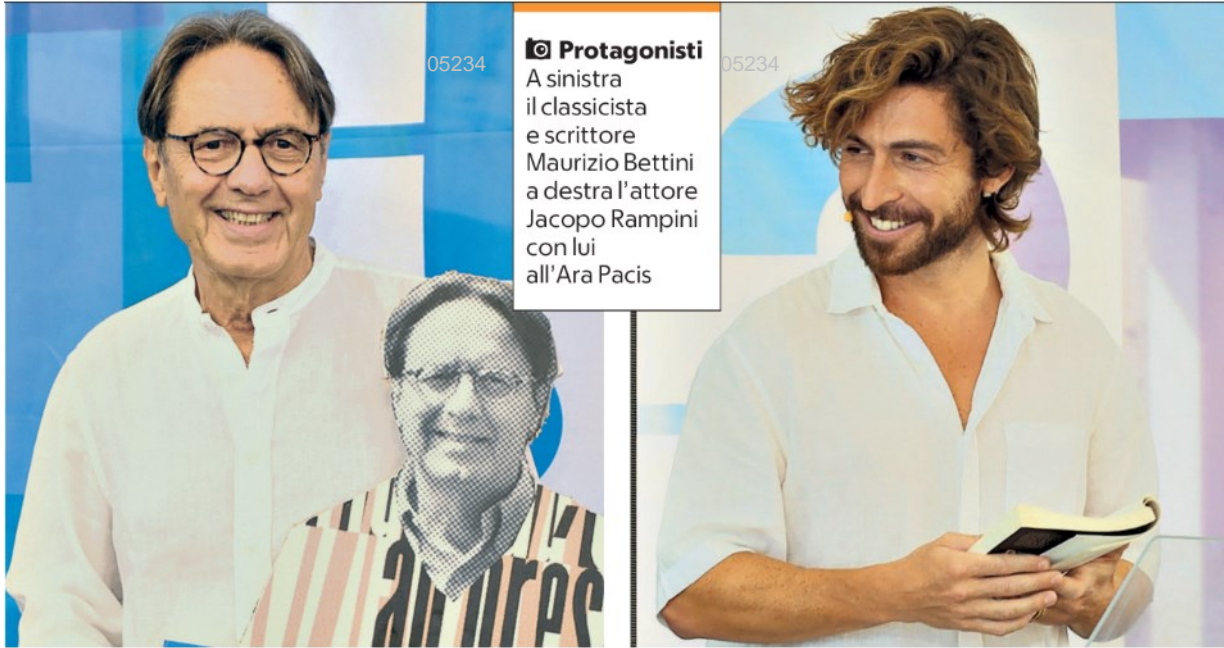 05234
Protagonisti
05234
A sinistra
il classicista
e scrittore
Maurizio Bettini
a destra l'attore
Jacopo Rampini
con lui
all'Ara Pacis